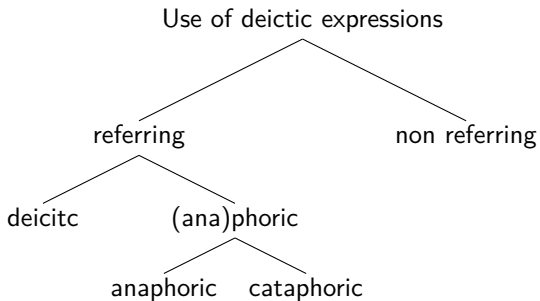 Use of deictic expressions
referring non referring
deicitc (ana)phoric
anaphoric cataphoric